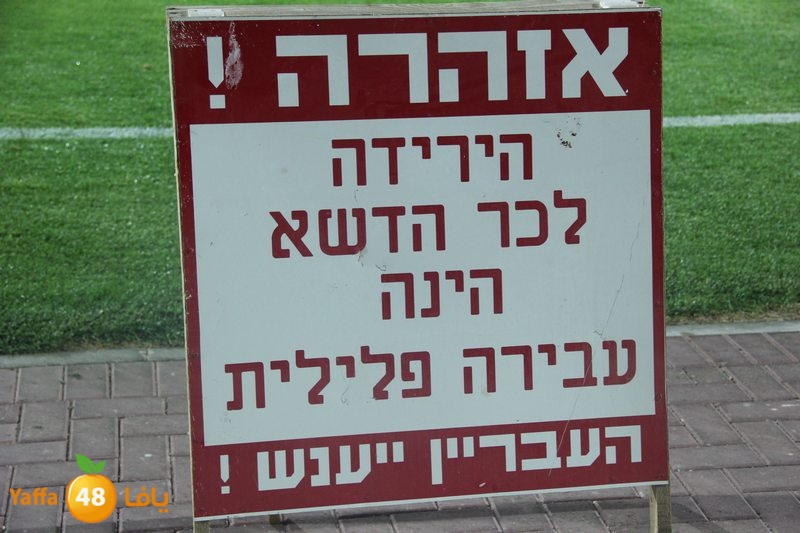 אזהרה !
הירידה
לכר הדשא
הינה
עבירה פלילית
העבריין ייענש !
Yaffa 48 يافا